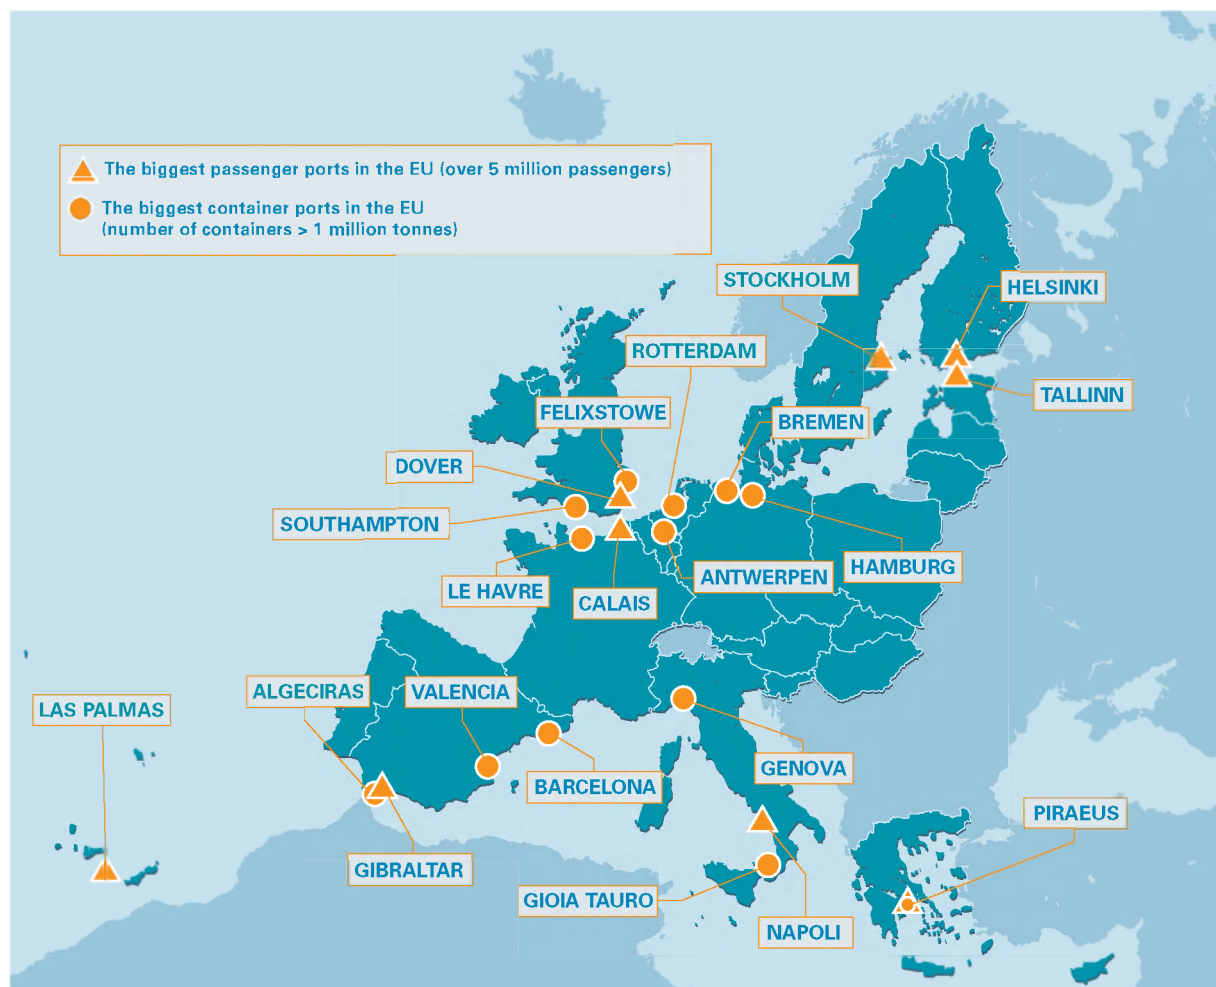 The biggest passenger ports in the EU (over 5 million passengers)
The biggest container ports in the EU
(number of containers > 1 million tonnes)
STOCKHOLM
HELSINKI
ROTTERDAM
TALLINN
FELIXSTOWE
BREMEN
DOVER
SOUTHAMPTON
HAMBURG
ANTWERPEN
LE HAVRE
CALAIS
ALGECIRAS
VALENCIA
LAS PALMAS
GENOVA
BARCELONA
PIRAEUS
GIBRALTAR
GIOIA TAURO
NAPOLI